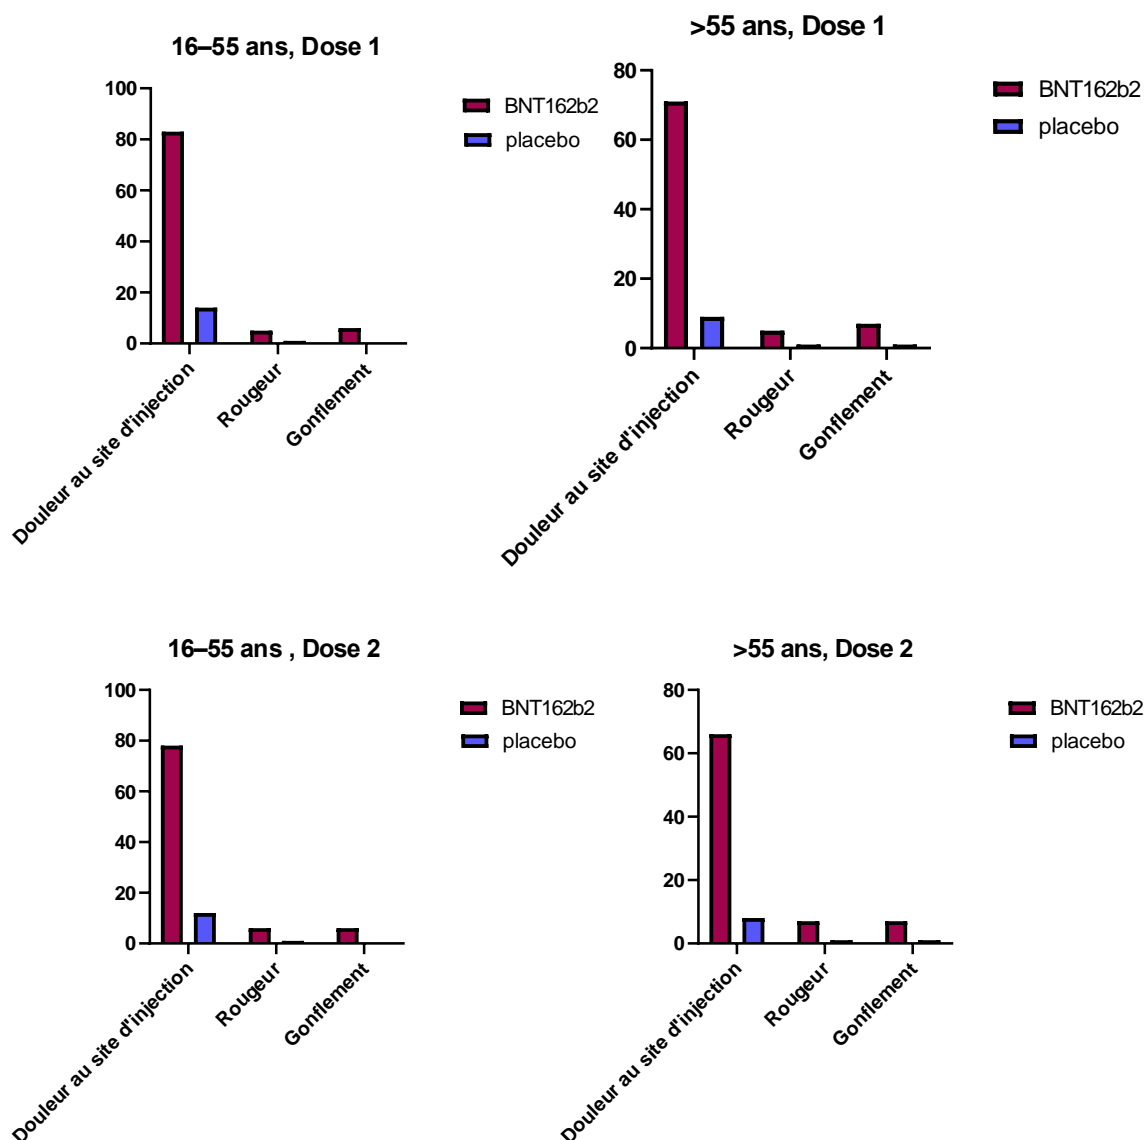 16–55 ans, Dose 1
100
80
60
40
20
0
BNT162b2
placebo
Douleur au site d'injection
Rougeur
Gonflement
>55 ans, Dose 1
80
60
40
20
0
BNT162b2
placebo
Douleur au site d'injection
Rougeur
Gonflement
16–55 ans , Dose 2
100
80
60
40
20
0
BNT162b2
placebo
Douleur au site d'injection
Rougeur
Gonflement
>55 ans, Dose 2
80
60
40
20
0
BNT162b2
placebo
Douleur au site d'injection
Rougeur
Gonflement